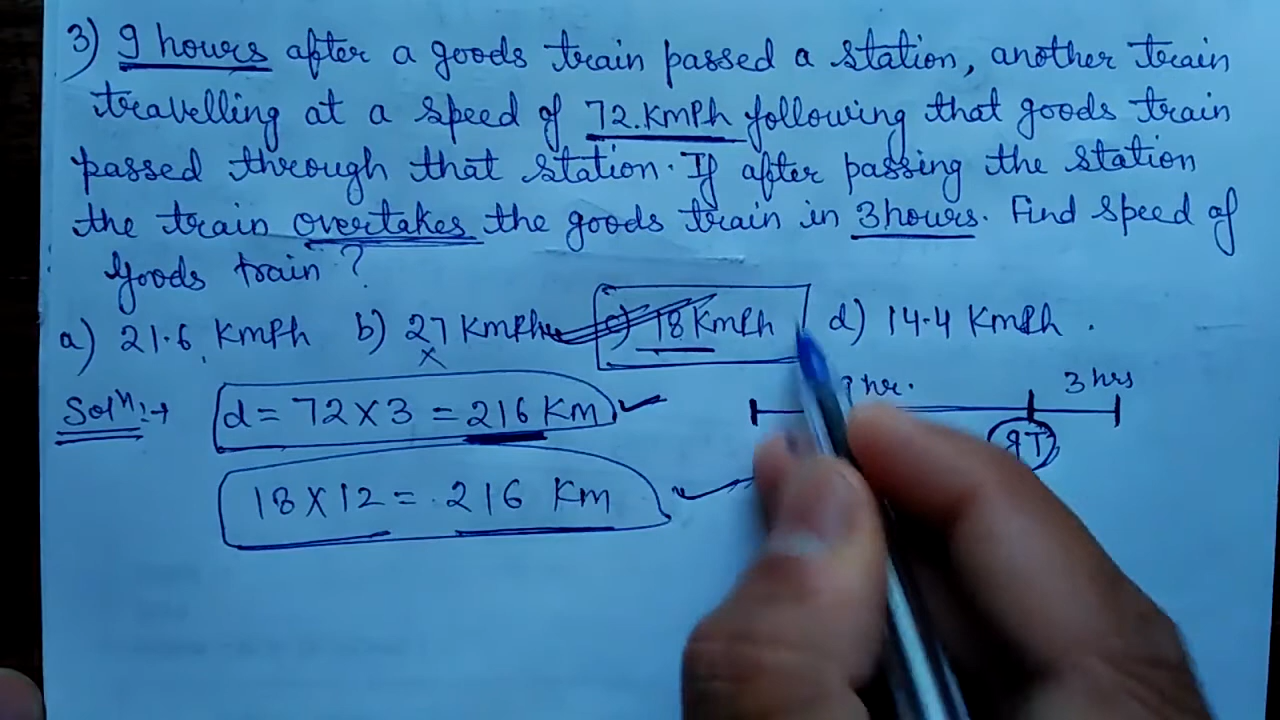 3) 9 hours after a goods train passed a station, another train
travelling at a speed of 72.KMPh following that goods train
passed through that station. If after passing the station
the train overtakes the goods train in 3 hours. Find speed of
goods train?
a) 21.6 KmPh b) 27 KmPh c) 18 KmPh d) 14.4 KmPh.
x
Soln:→ d = 72 x 3 = 216 Km hr. 3 hrs
18 x 12 = 216 Km GT